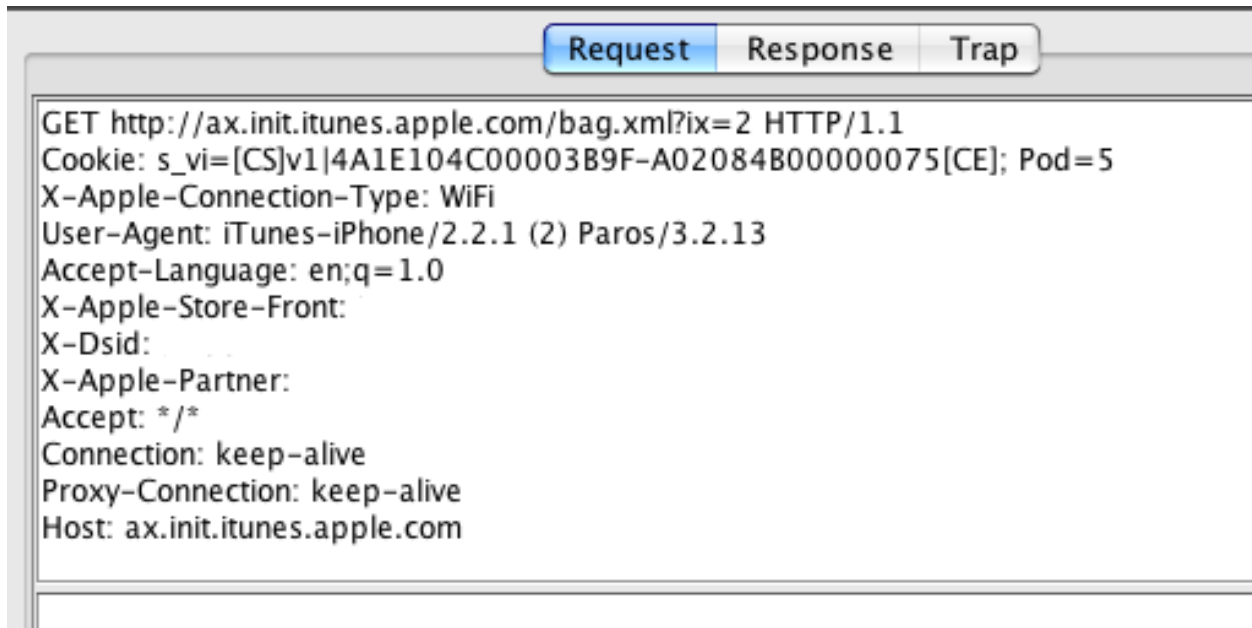 Request Response Trap
GET http://ax.init.itunes.apple.com/bag.xml?ix=2 HTTP/1.1
Cookie: s_vi=[CS]v1|4A1E104C00003B9F-A02084B00000075[CE]; Pod=5
X-Apple-Connection-Type: WiFi
User-Agent: iTunes-iPhone/2.2.1 (2) Paros/3.2.13
Accept-Language: en;q=1.0
X-Apple-Store-Front:
X-Dsid:
X-Apple-Partner:
Accept: */*
Connection: keep-alive
Proxy-Connection: keep-alive
Host: ax.init.itunes.apple.com